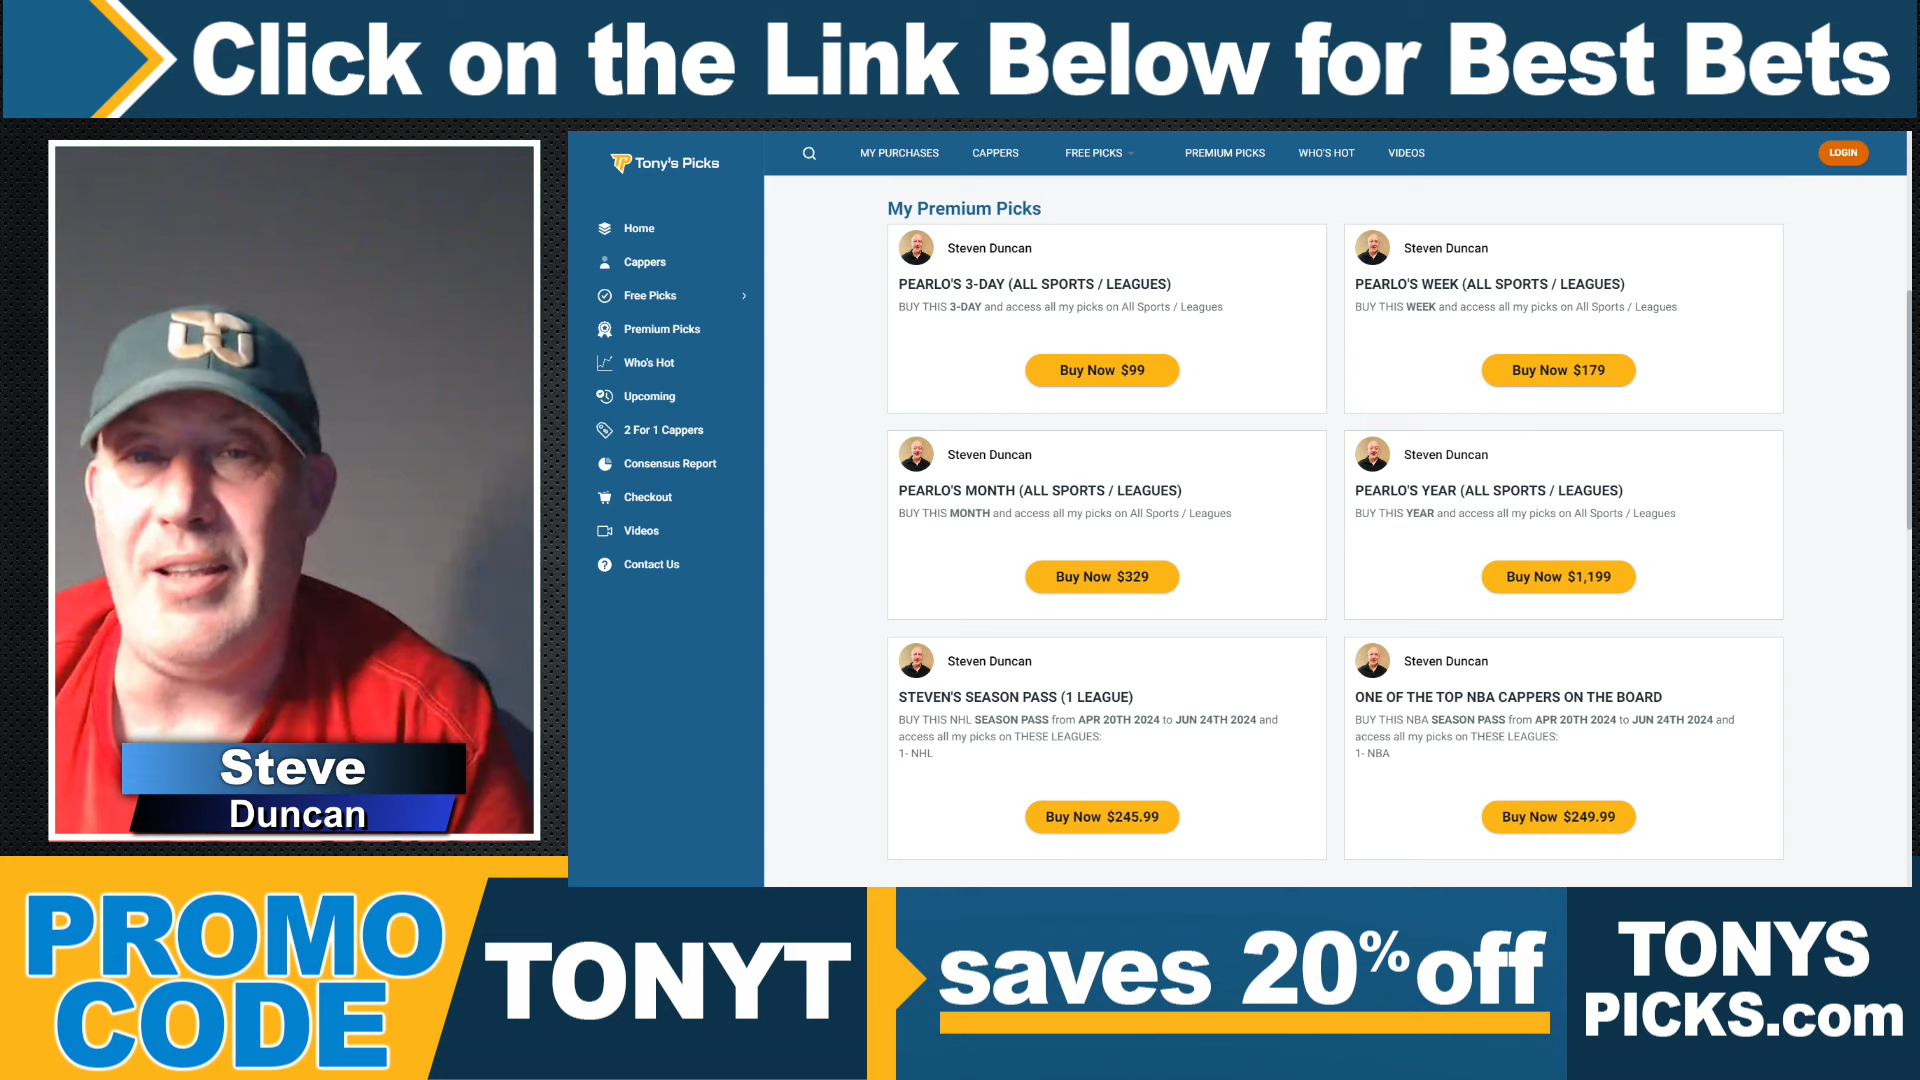 Click on the Link Below for Best Bets
Tony's Picks
MY PURCHASES
CAPPERS
FREE PICKS
PREMIUM PICKS
WHO'S HOT
VIDEOS
LOGIN
Home
Cappers
Free Picks
Premium Picks
Who's Hot
Upcoming
2 For 1 Cappers
Consensus Report
Checkout
Videos
Contact Us
My Premium Picks
Steven Duncan
PEARLO'S 3-DAY (ALL SPORTS / LEAGUES)
BUY THIS 3-DAY and access all my picks on All Sports / Leagues
Buy Now $99
Steven Duncan
PEARLO'S WEEK (ALL SPORTS / LEAGUES)
BUY THIS WEEK and access all my picks on All Sports / Leagues
Buy Now $179
Steven Duncan
PEARLO'S MONTH (ALL SPORTS / LEAGUES)
BUY THIS MONTH and access all my picks on All Sports / Leagues
Buy Now $329
Steven Duncan
PEARLO'S YEAR (ALL SPORTS / LEAGUES)
BUY THIS YEAR and access all my picks on All Sports / Leagues
Buy Now $1,199
Steven Duncan
STEVEN'S SEASON PASS (1 LEAGUE)
BUY THIS NHL SEASON PASS from APR 20TH 2024 to JUN 24TH 2024 and
access all my picks on THESE LEAGUES:
1- NHL
Buy Now $245.99
Steven Duncan
ONE OF THE TOP NBA CAPPERS ON THE BOARD
BUY THIS NBA SEASON PASS from APR 20TH 2024 to JUN 24TH 2024 and
access all my picks on THESE LEAGUES:
1- NBA
Buy Now $249.99
Steve
Duncan
PROMO
CODE
TONYT
saves 20% off
TONYS
PICKS.com